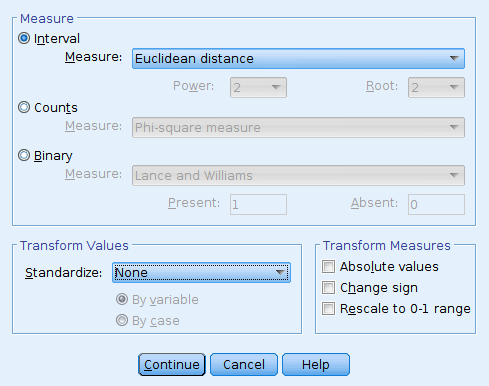 Measure
Interval
Measure: Euclidean distance
Power: 2 Root: 2
Counts
Measure: Phi-square measure
Binary
Measure: Lance and Williams
Present: 1 Absent: 0
Transform Values
Standardize: None
By variable
By case
Transform Measures
Absolute values
Change sign
Rescale to 0-1 range
Continue Cancel Help